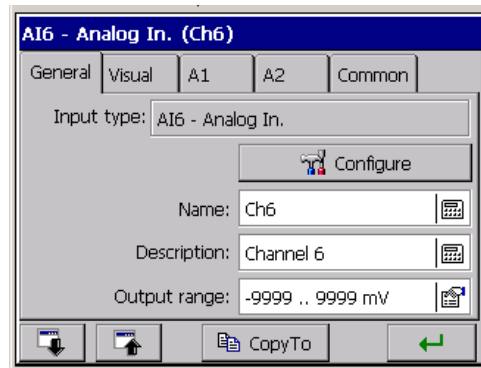 AI6 - Analog In. (Ch6)
General Visual A1 A2 Common
Input type: AI6 - Analog In.
Configure
Name: Ch6
Description: Channel 6
Output range: -9999 .. 9999 mV
CopyTo